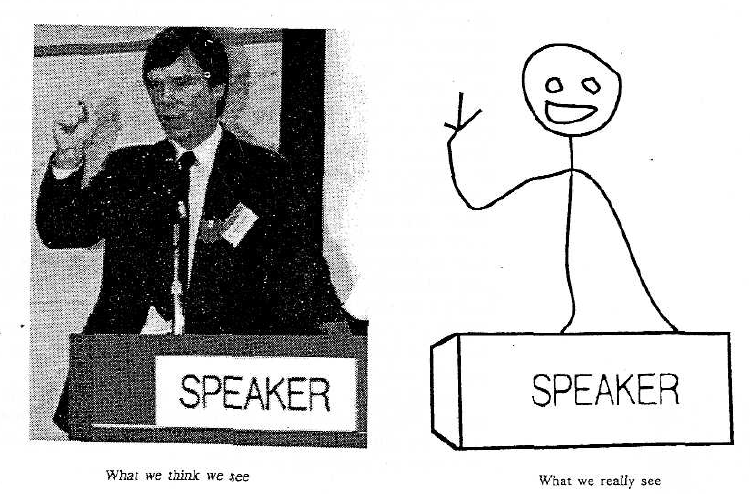 SPEAKER
SPEAKER
What we think we see
What we really see